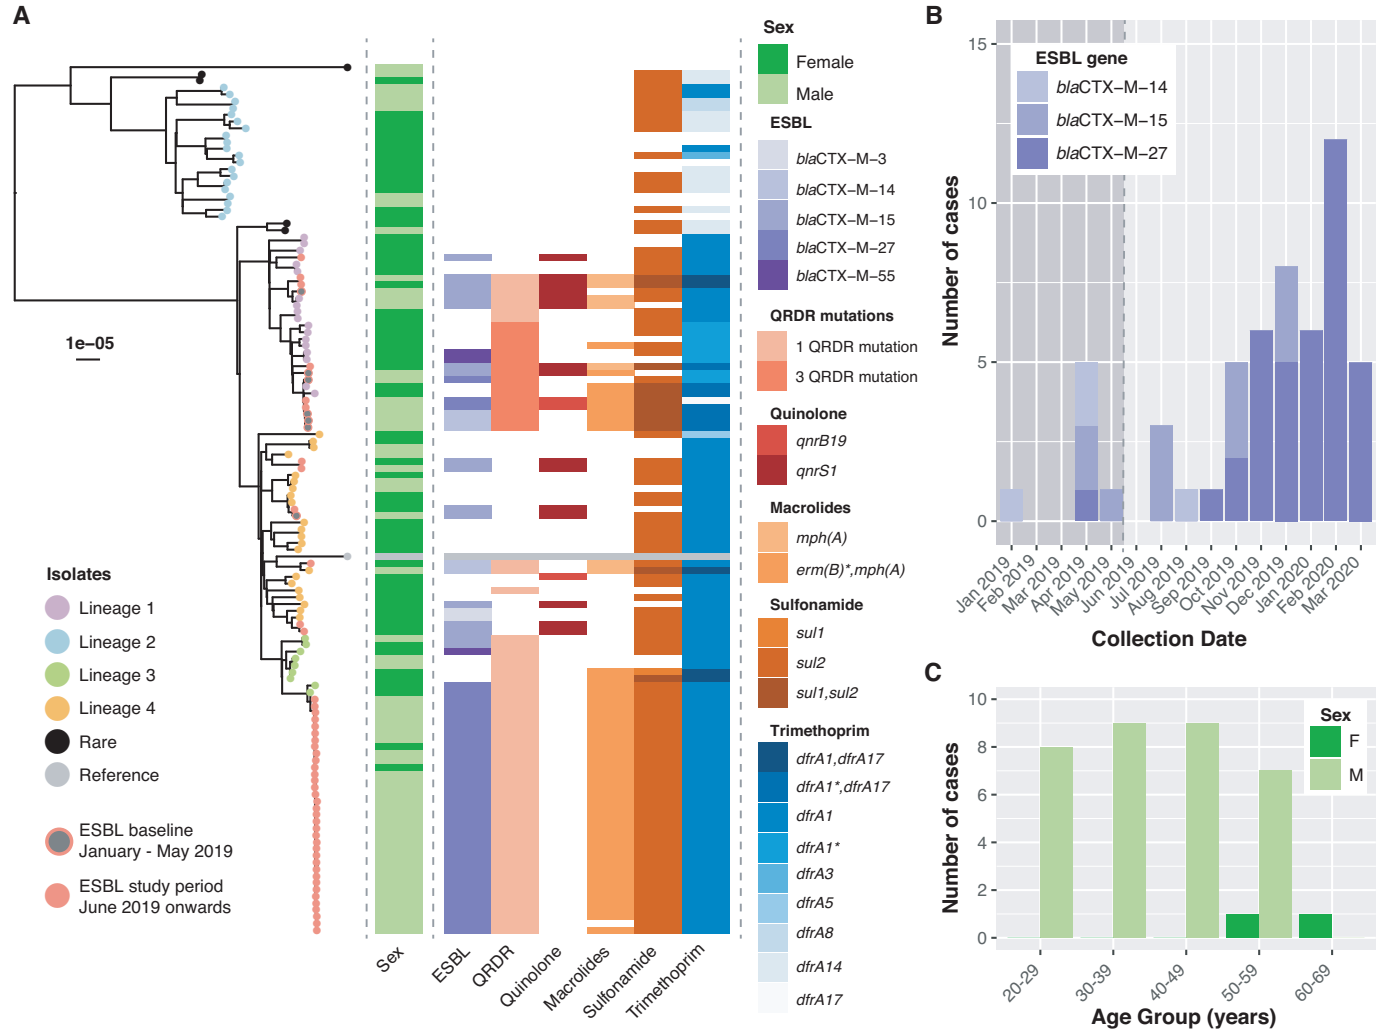 A
1e−05
Isolates
Lineage 1
Lineage 2
Lineage 3
Lineage 4
Rare
Reference
ESBL baseline
January - May 2019
ESBL study period
June 2019 onwards
Sex
ESBL
QRDR
Quinolone
Macrolides
Sulfonamide
Trimethoprim
Sex
Female
Male
ESBL
blaCTX−M−3
blaCTX−M−14
blaCTX−M−15
blaCTX−M−27
blaCTX−M−55
QRDR mutations
1 QRDR mutation
3 QRDR mutation
Quinolone
qnrB19
qnrS1
Macrolides
mph(A)
erm(B)*,mph(A)
Sulfonamide
sul1
sul2
sul1,sul2
Trimethoprim
dfrA1,dfrA17
dfrA1*,dfrA17
dfrA1
dfrA1*
dfrA3
dfrA5
dfrA8
dfrA14
dfrA17
B
Number of cases
15
10
5
0
ESBL gene
blaCTX−M−14
blaCTX−M−15
blaCTX−M−27
Jan 2019
Feb 2019
Mar 2019
Apr 2019
May 2019
Jun 2019
Jul 2019
Aug 2019
Sep 2019
Oct 2019
Nov 2019
Dec 2019
Jan 2020
Feb 2020
Mar 2020
Collection Date
C
Number of cases
10
8
6
4
2
0
Sex
F
M
20-29
30-39
40-49
50-59
60-69
Age Group (years)